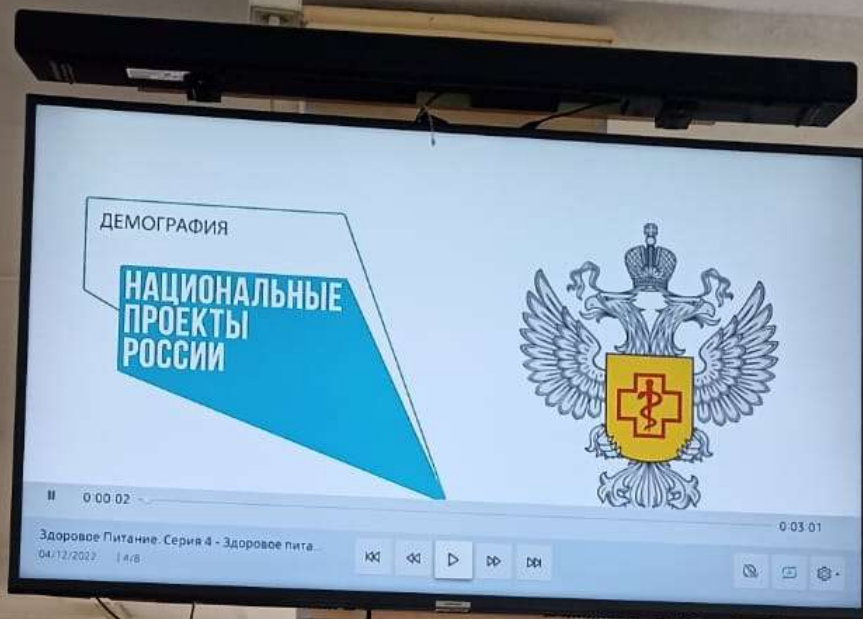 ДЕМОГРАФИЯ
НАЦИОНАЛЬНЫЕ
ПРОЕКТЫ
РОССИИ
0:00:02
0:03:01
Здоровое Питание. Серия 4 - Здоровое пита...
04/12/2022 | 4/8